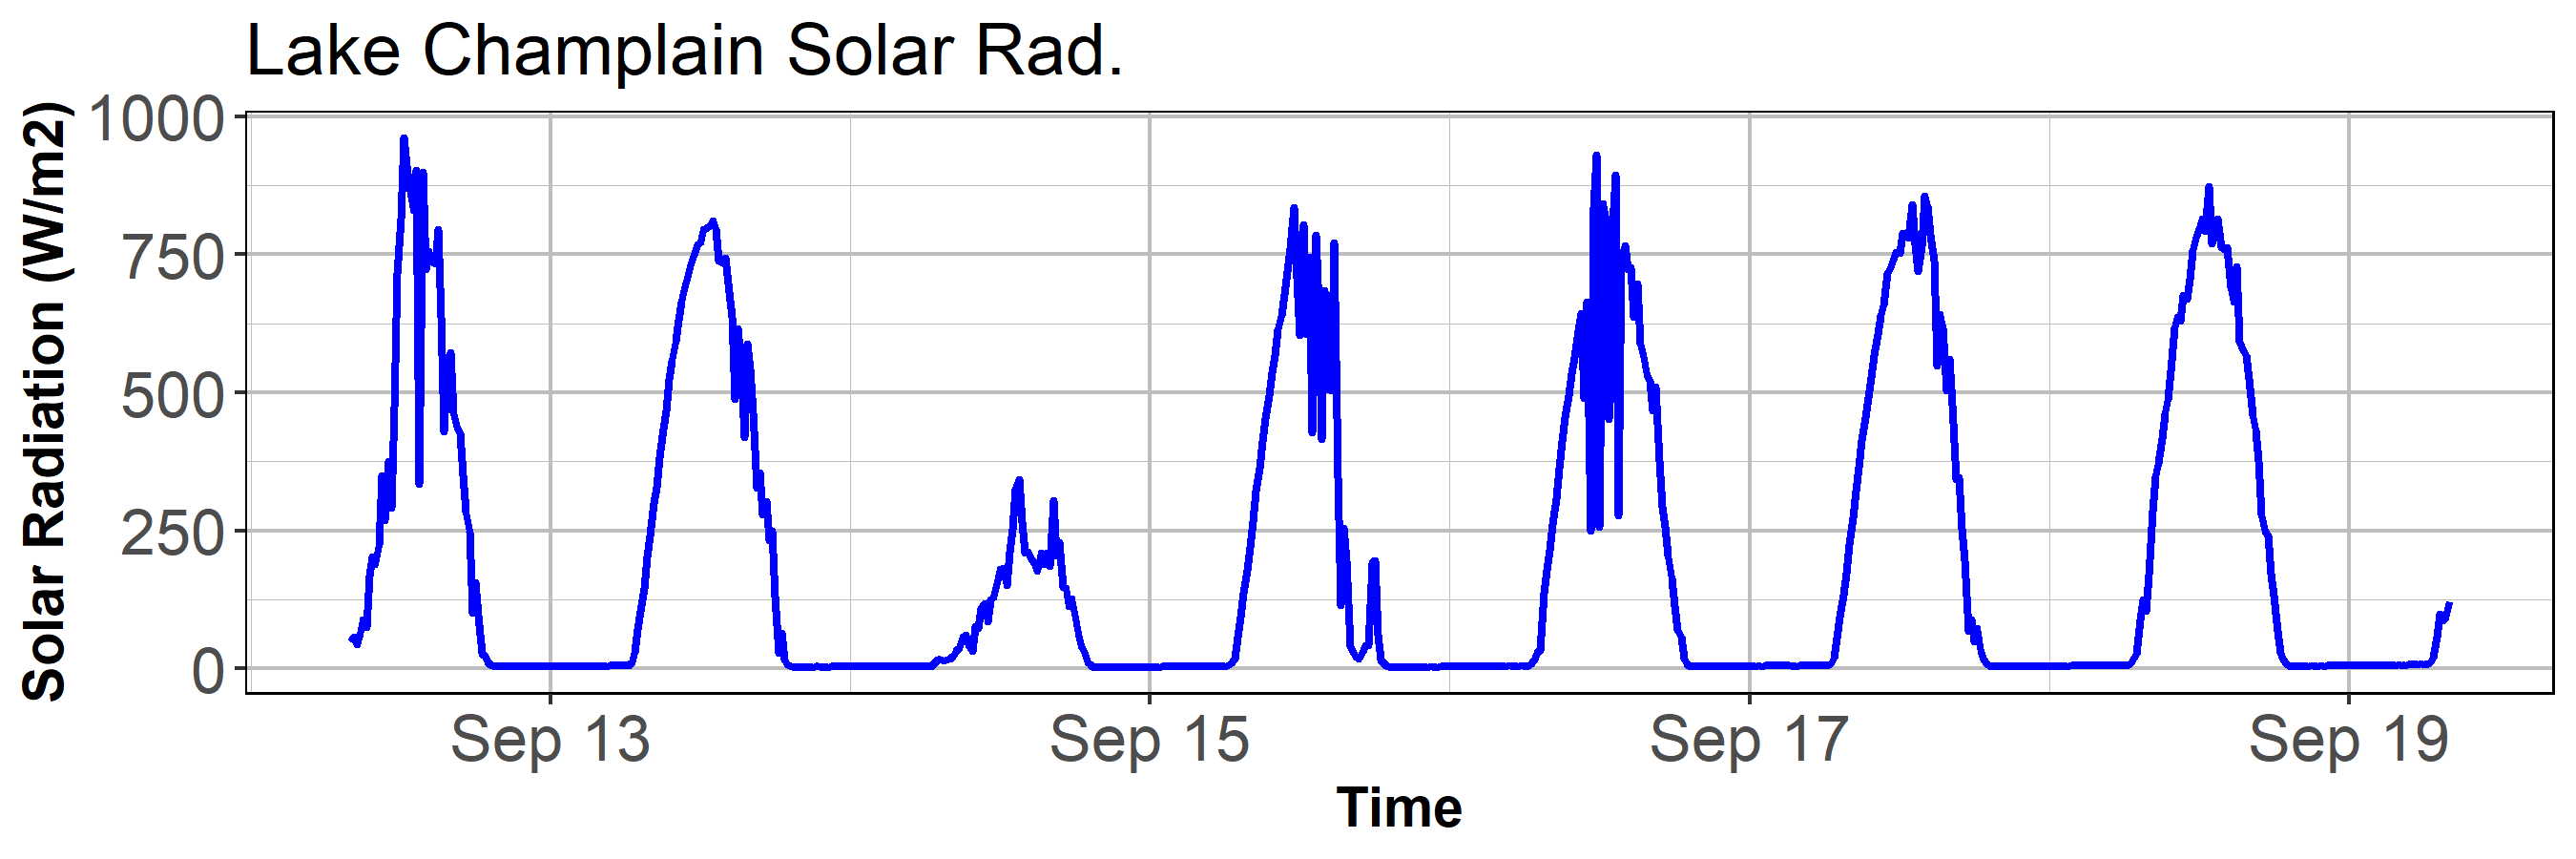 Lake Champlain Solar Rad.
Solar Radiation (W/m2)
1000
750
500
250
0
Sep 13 Sep 15 Sep 17 Sep 19
Time